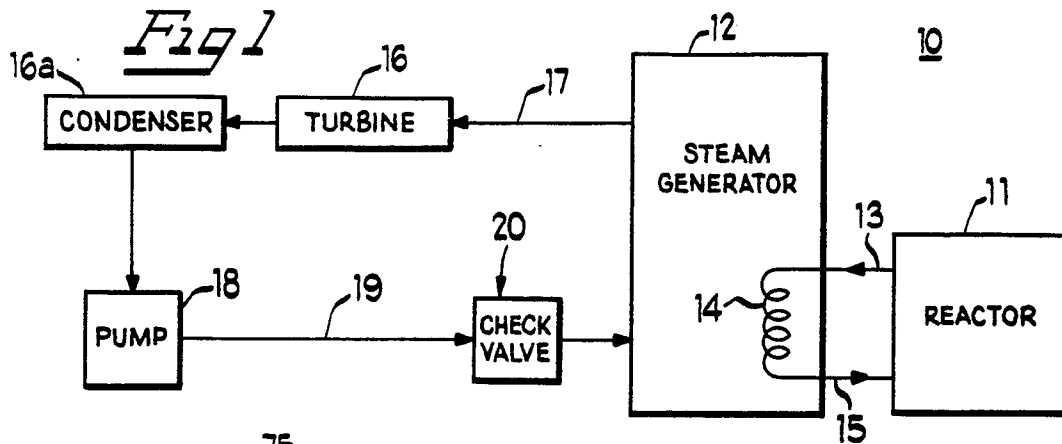 Fig 1
10
12
16a
16
17
CONDENSER
TURBINE
STEAM
GENERATOR
11
13
20
18
19
14
PUMP
CHECK
VALVE
REACTOR
15
75